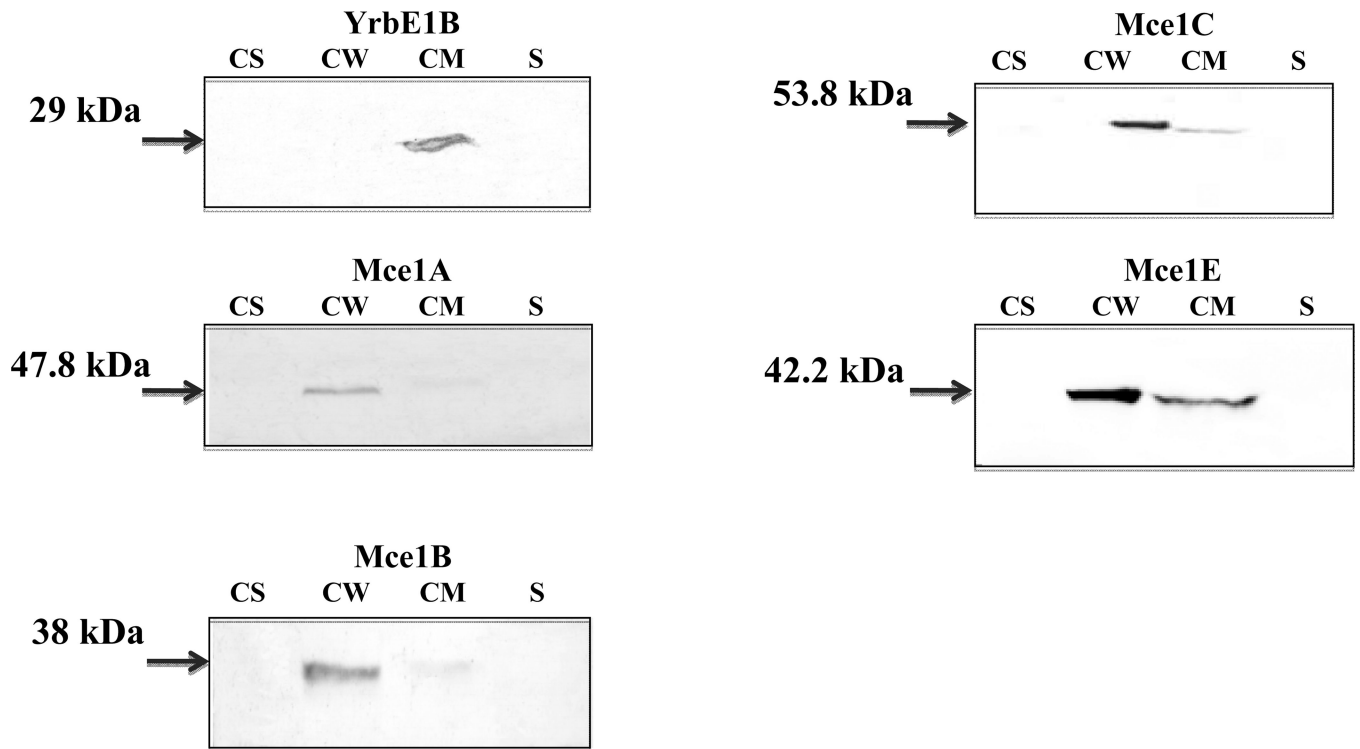 YrbE1B
CS CW CM S
29 kDa
Mce1A
CS CW CM S
47.8 kDa
Mce1B
CS CW CM S
38 kDa
Mce1C
CS CW CM S
53.8 kDa
Mce1E
CS CW CM S
42.2 kDa